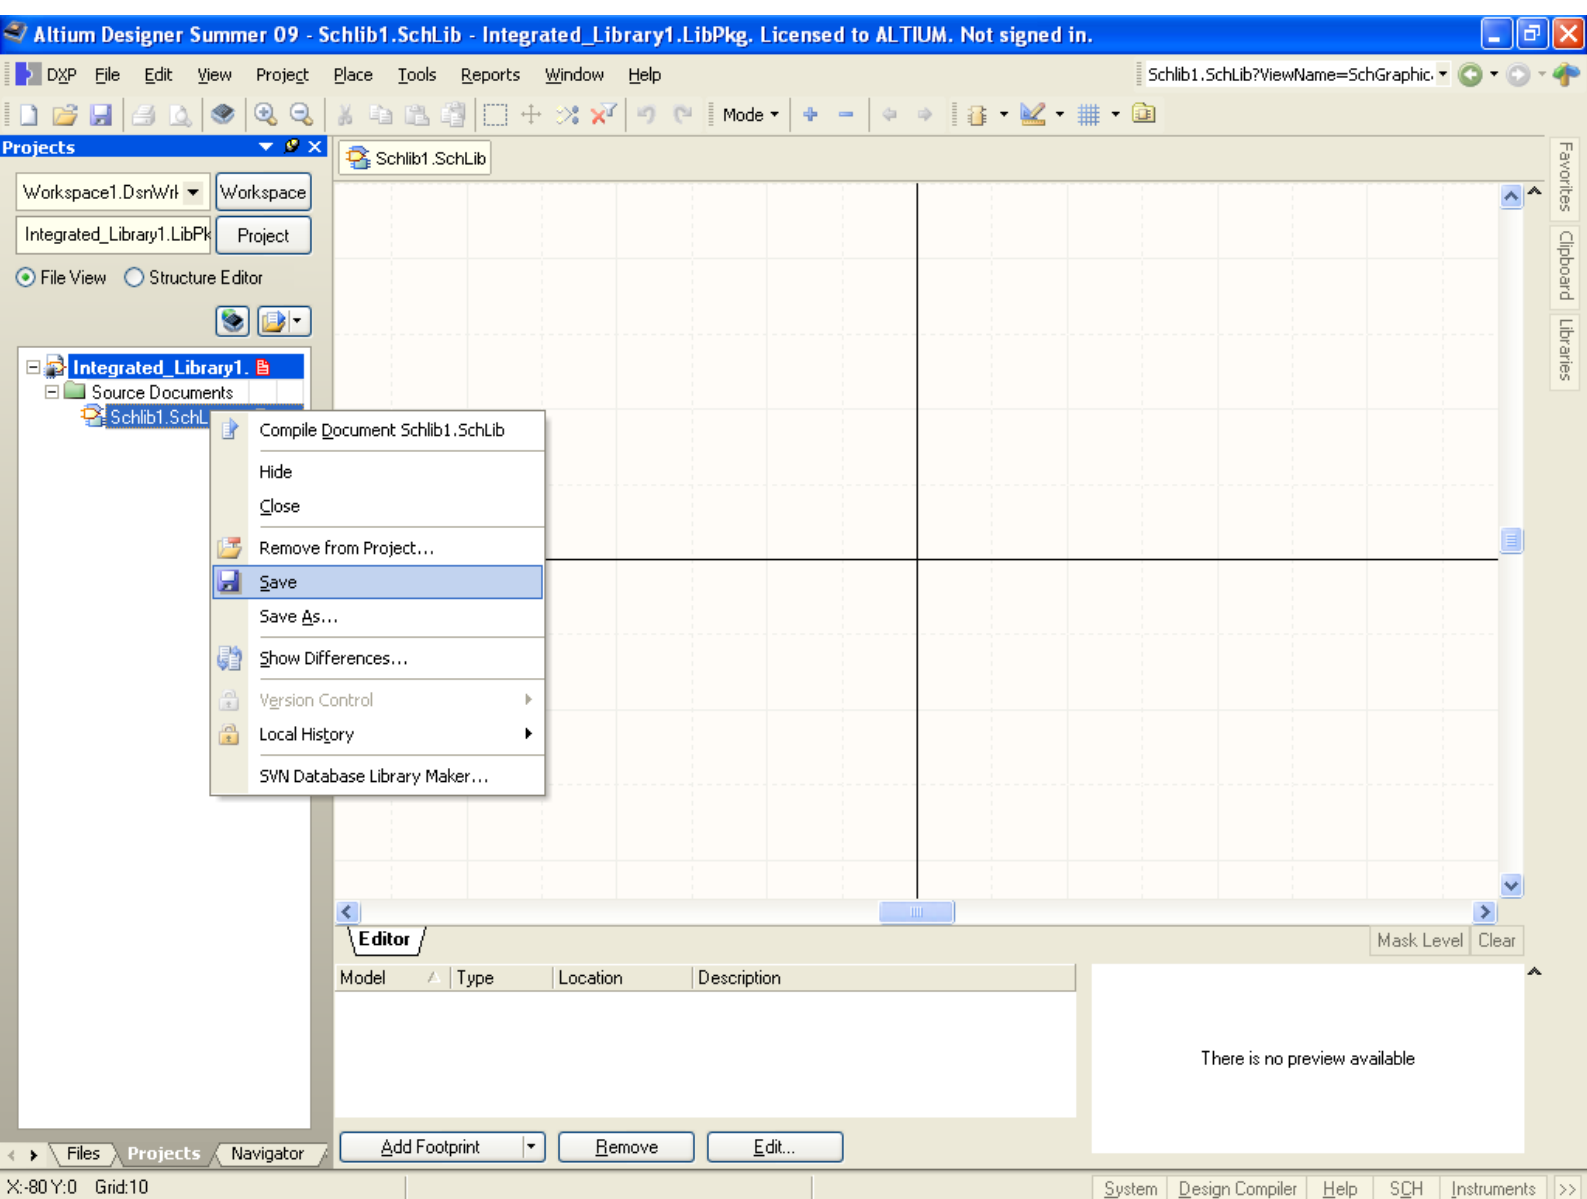 Altium Designer Summer 09 - Schlib1.SchLib - Integrated_Library1.LibPkg. Licensed to ALTIUM. Not signed in.
DXP File Edit View Project Place Tools Reports Window Help
Schlib1.SchLib?ViewName=SchGraphic.
Mode
Projects
Schlib1.SchLib
Workspace1.DsnWrl Workspace
Integrated_Library1.LibPk Project
File View Structure Editor
Integrated_Library1.
Source Documents
Schlib1.SchL
Compile Document Schlib1.SchLib
Hide
Close
Remove from Project...
Save
Save As...
Show Differences...
Version Control
Local History
SVN Database Library Maker...
Favorites
Clipboard
Libraries
Editor
Mask Level Clear
Model Type Location Description
There is no preview available
Add Footprint Remove Edit...
Files Projects Navigator
X:-80 Y:0 Grid:10
System Design Compiler Help SCH Instruments >>